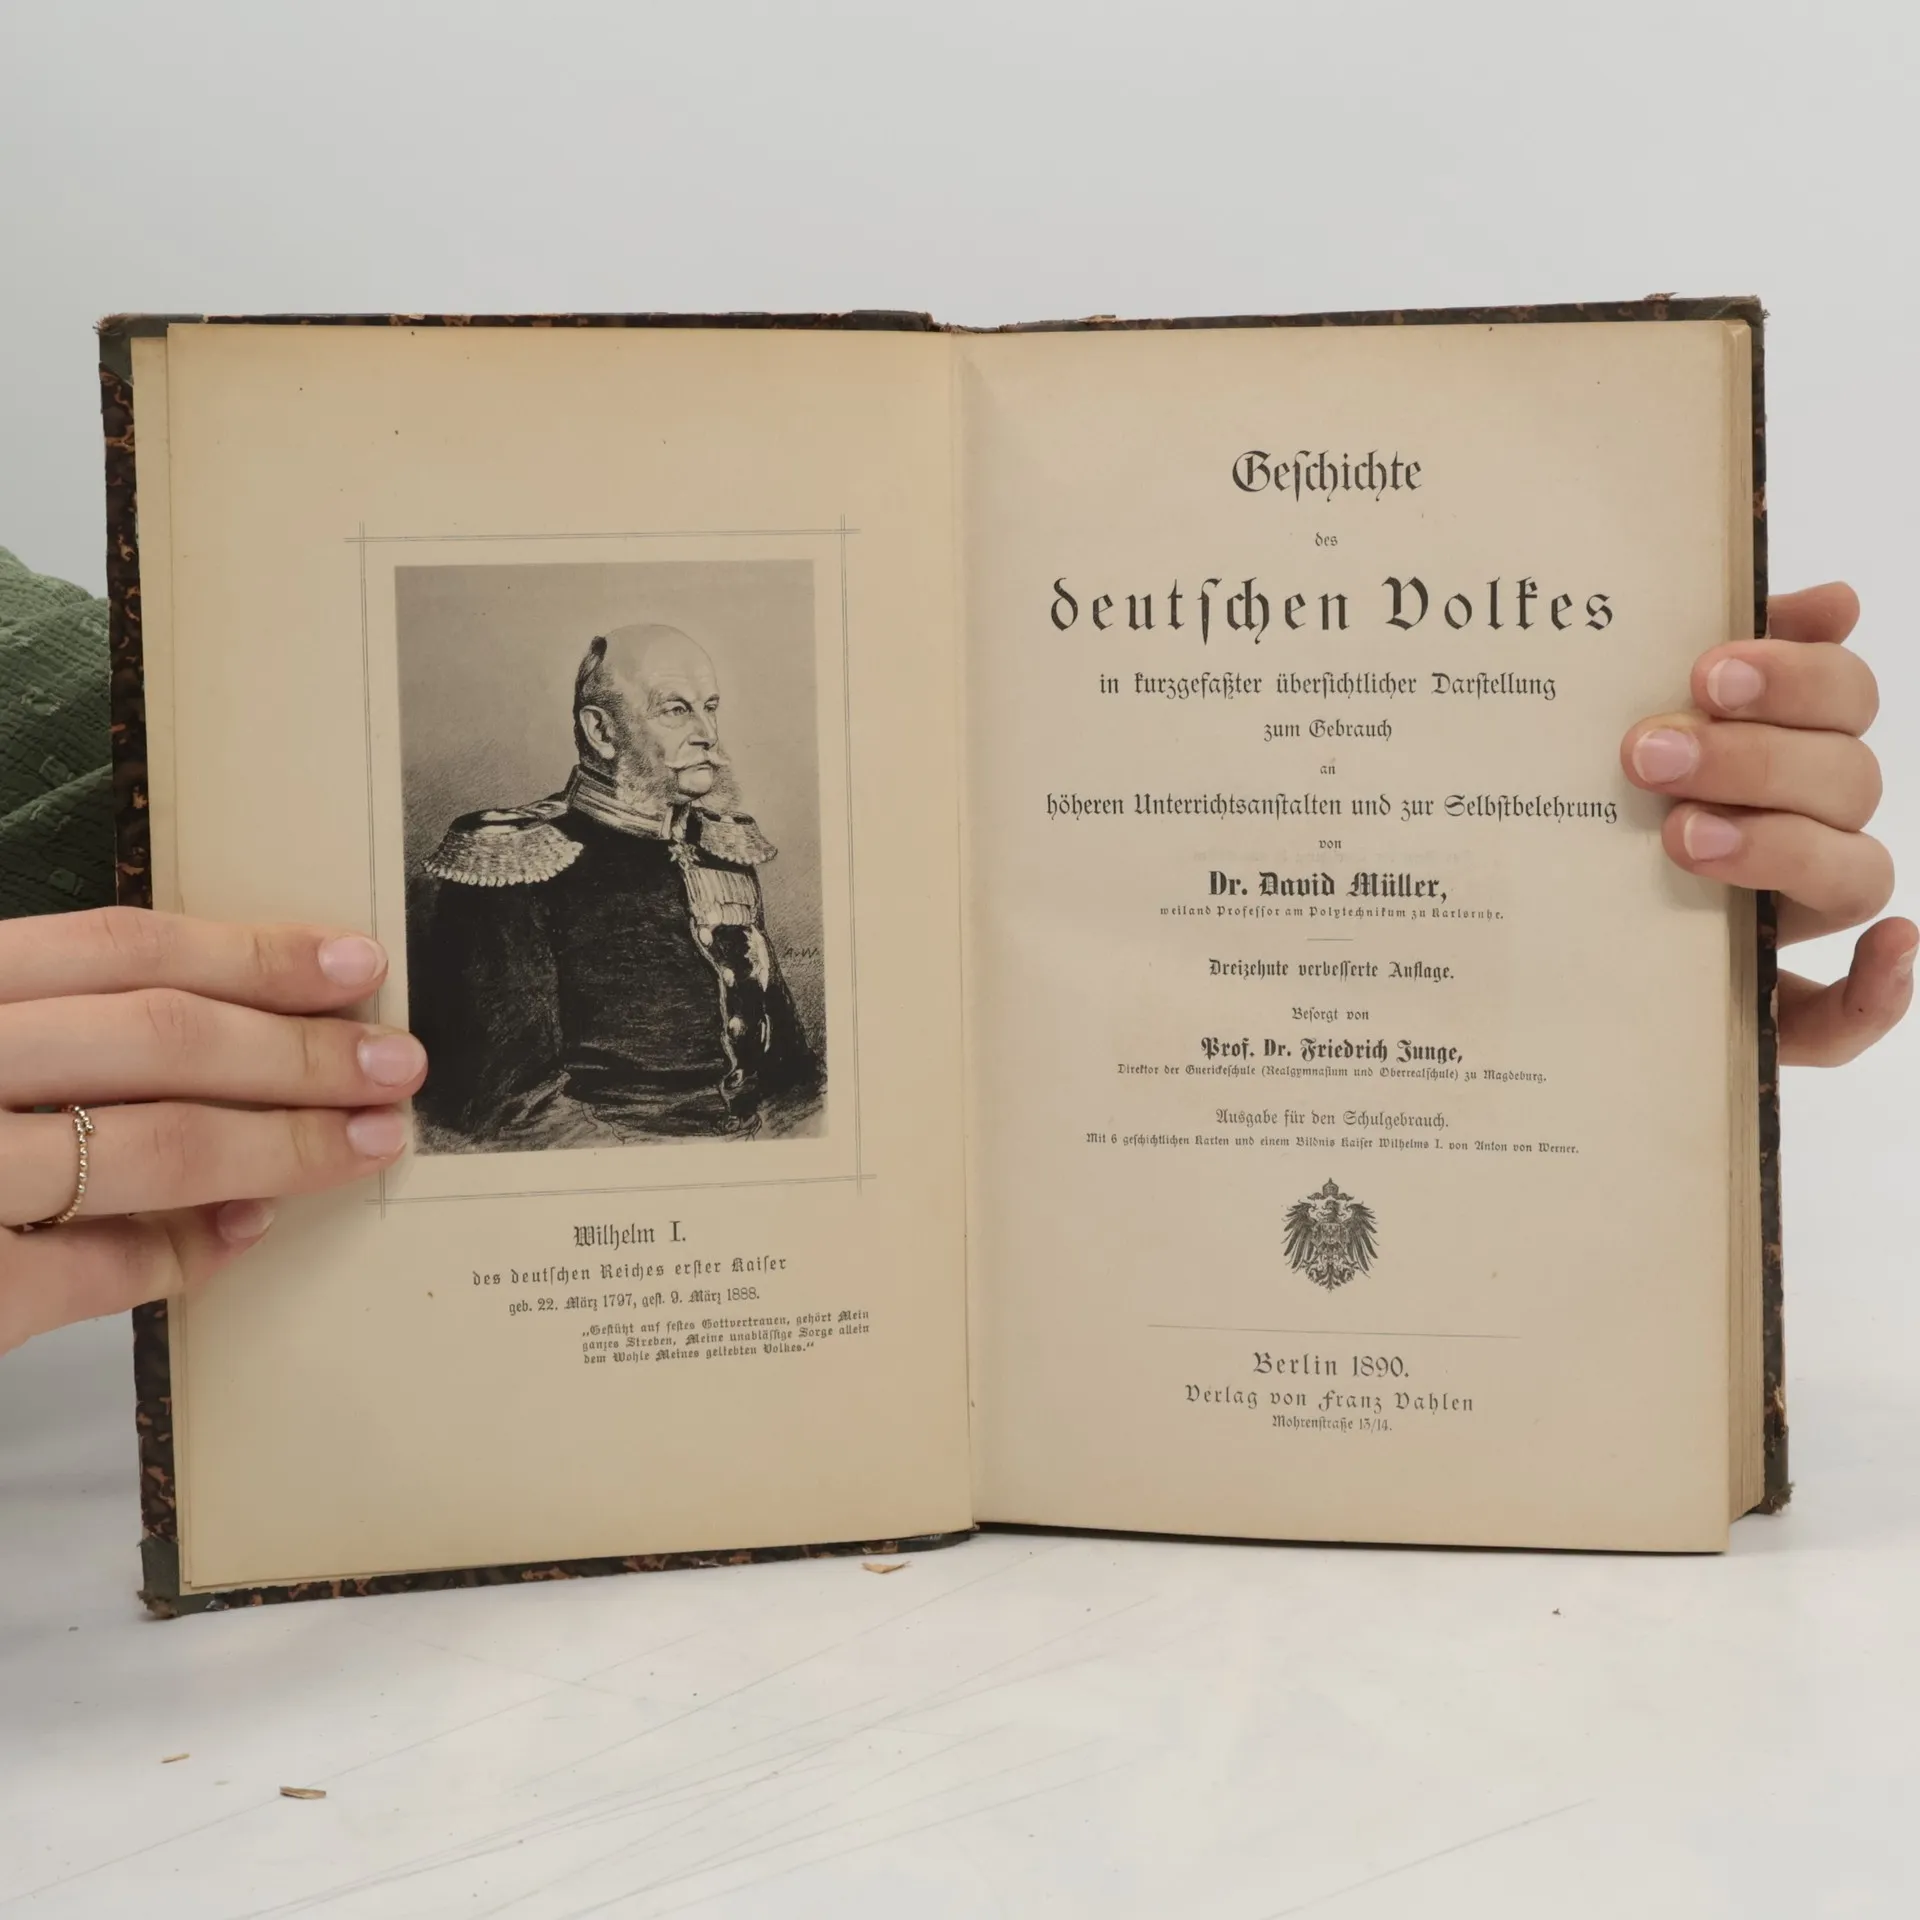 Wilhelm I.
des deutschen Reiches erster Kaiser
geb. 22. März 1797, gest. 9. März 1888.
„Gestützt auf festes Gottvertrauen, gehört Mein
ganzes Streben, Meine unablässige Sorge allein
dem Wohle Meines geliebten Volkes.“
A.v.W.
Geschichte
des
deutschen Volkes
in kurzgefaßter übersichtlicher Darstellung
zum Gebrauch
an
höheren Unterrichtsanstalten und zur Selbstbelehrung
von
Dr. David Müller,
weiland Professor am Polytechnikum zu Karlsruhe.
Dreizehnte verbesserte Auflage.
Besorgt von
Prof. Dr. Friedrich Junge,
Direktor der Guerickeschule (Realgymnasium und Oberrealschule) zu Magdeburg.
Ausgabe für den Schulgebrauch.
Mit 6 geschichtlichen Karten und einem Bildnis Kaiser Wilhelms I. von Anton von Werner.
Berlin 1890.
Verlag von Franz Vahlen
Mohrenstraße 13/14.